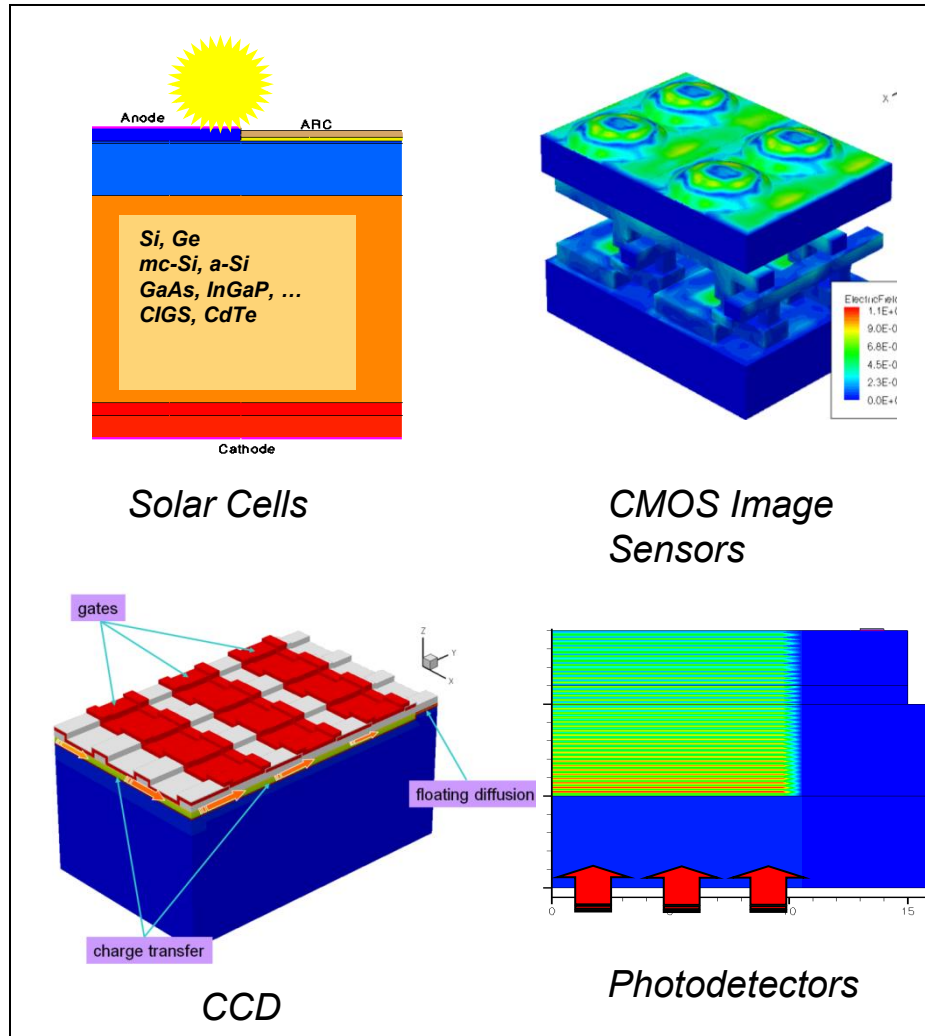 Anode
ARC
Si, Ge
mc-Si, a-Si
GaAs, InGaP, …
CIGS, CdTe
Cathode
Solar Cells
X
ElectricField
1.1E+
9.0E-0
6.8E-0
4.5E-0
2.3E-0
0.0E+0
CMOS Image
Sensors
gates
Z
Y
X
floating diffusion
charge transfer
CCD
0
10
15
Photodetectors